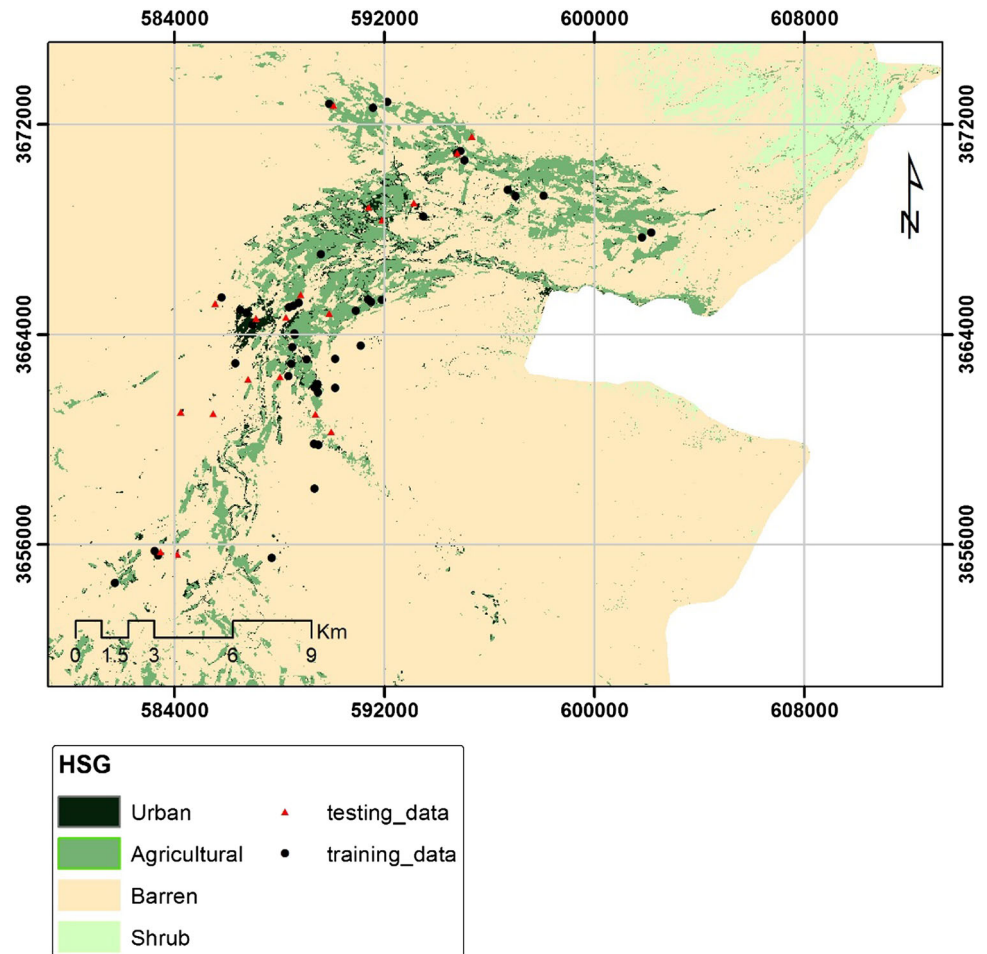 584000 592000 600000 608000
3672000 3672000
N
3664000 3664000
3656000 3656000
Km
0 1.5 3 6 9
584000 592000 600000 608000
HSG
Urban testing_data
Agricultural training_data
Barren
Shrub